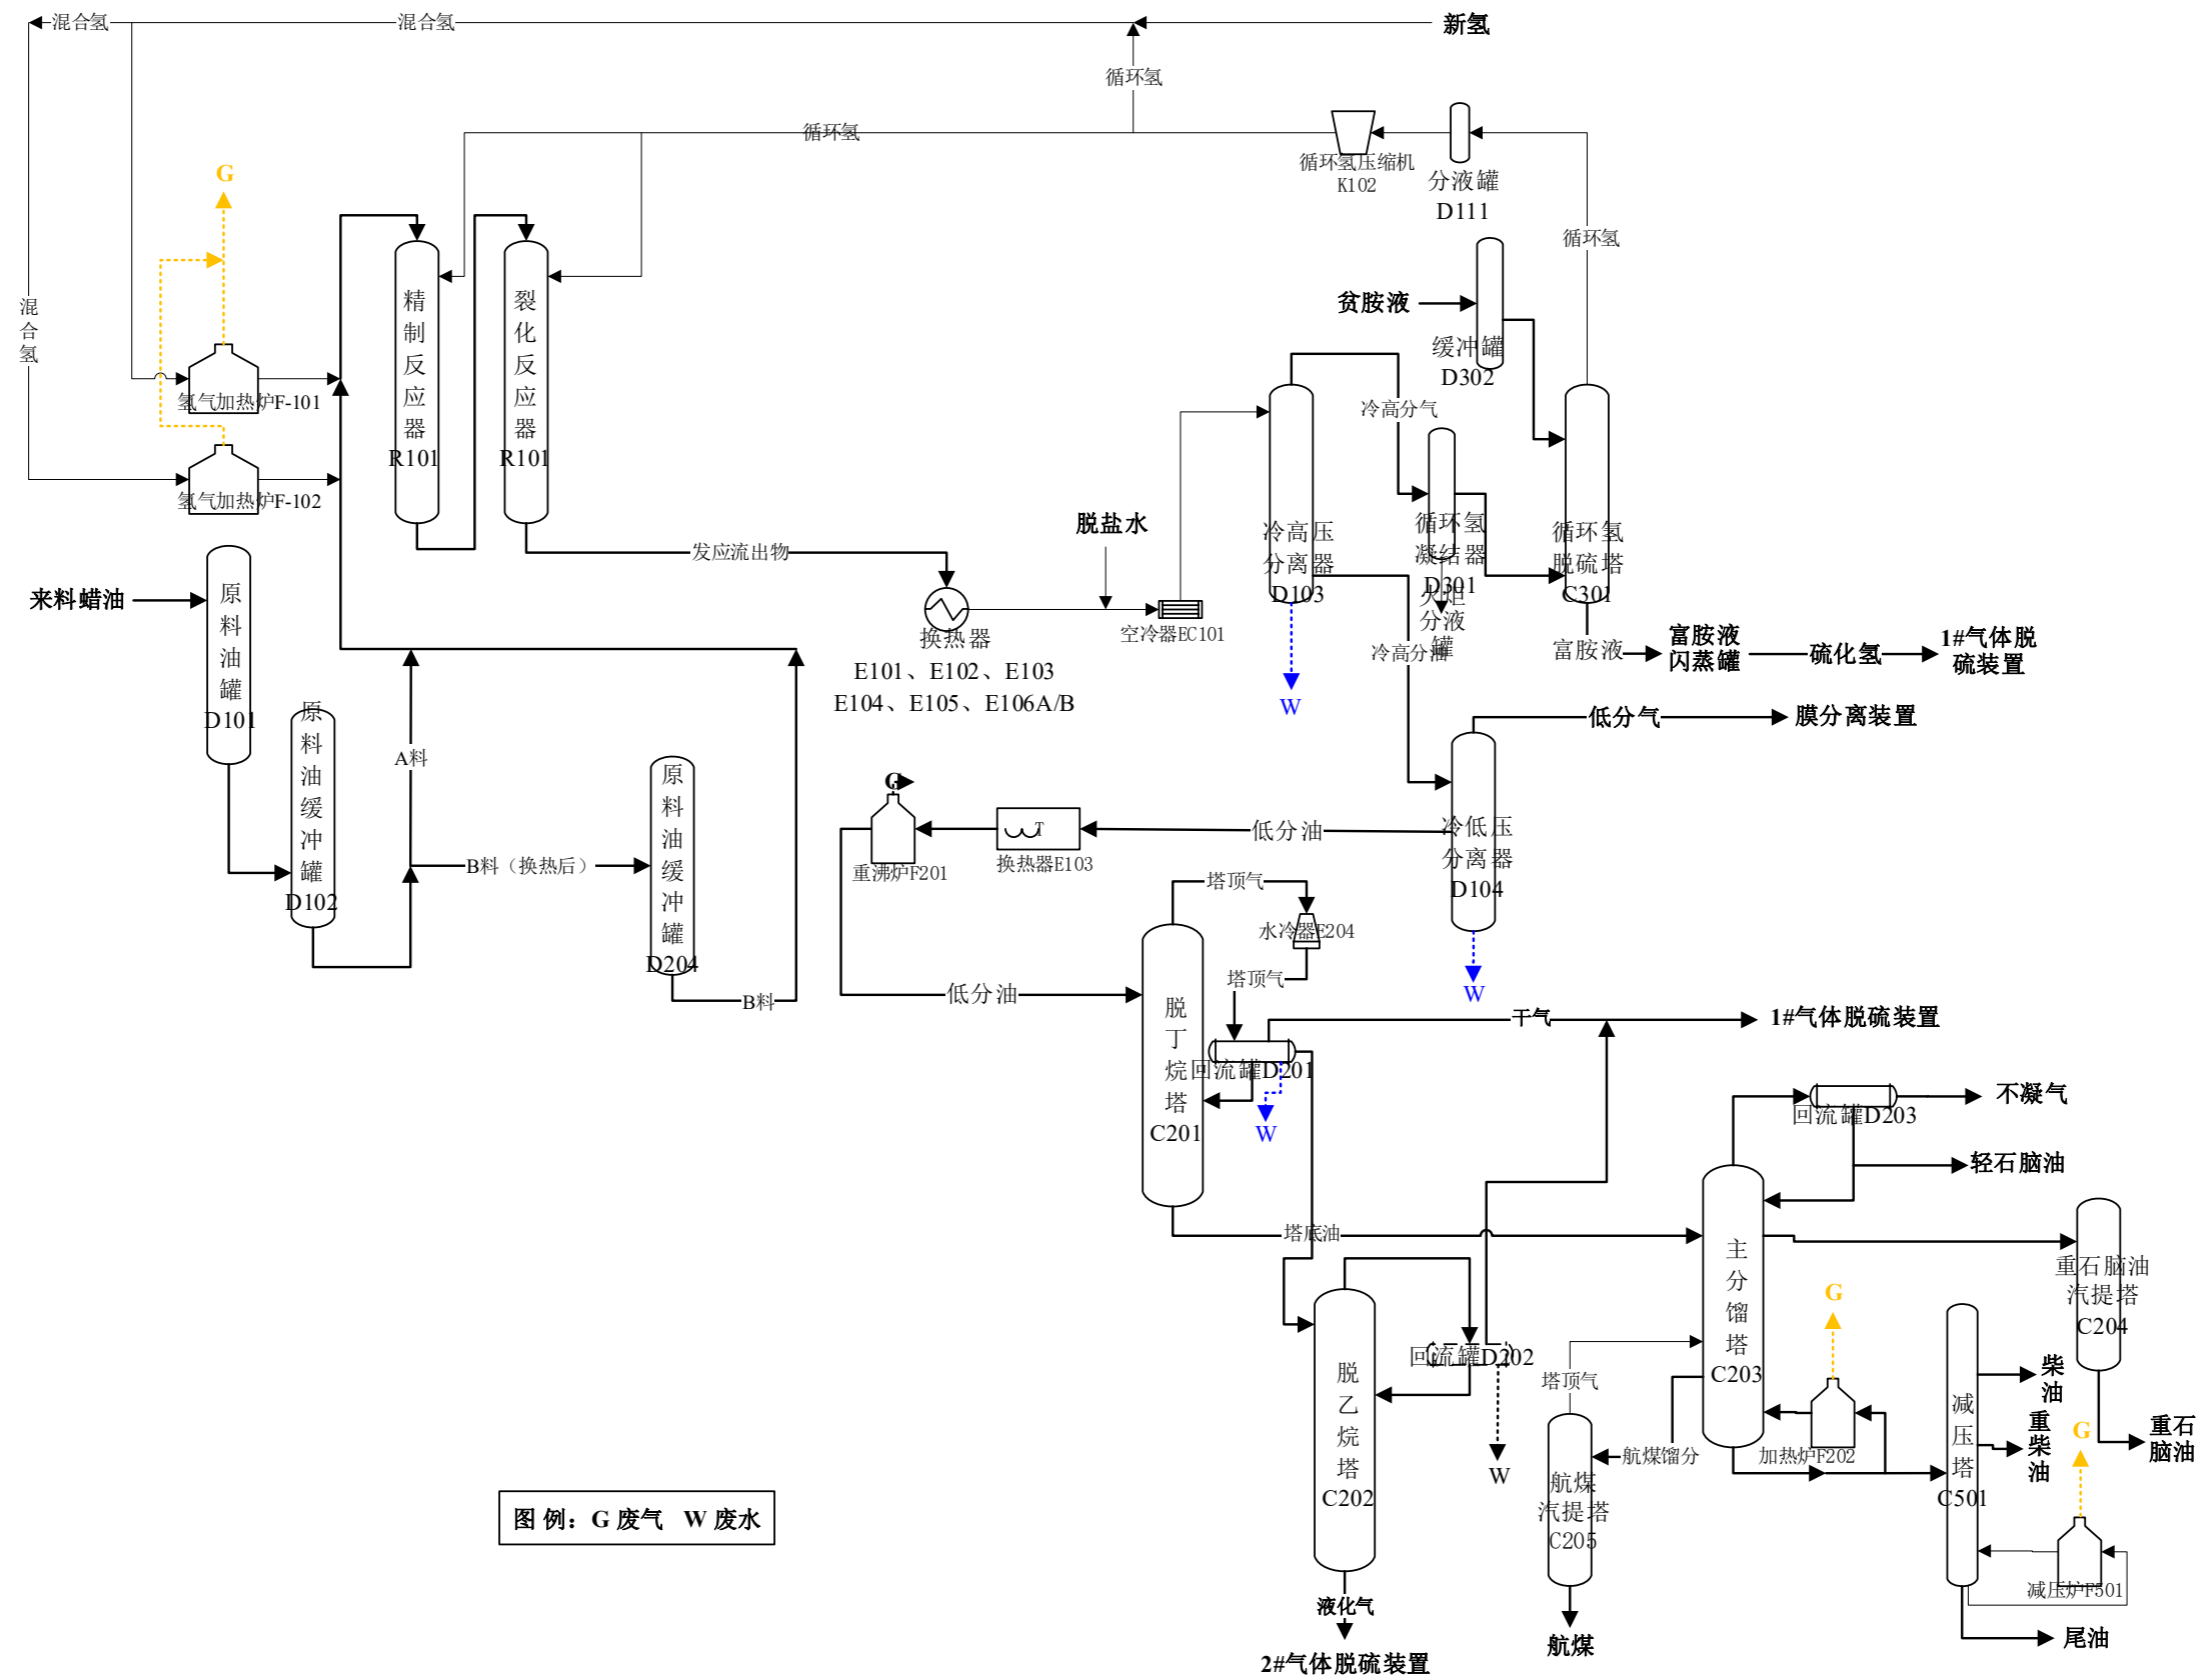 混合氢
混合氢
新氢
循环氢
循环氢
循环氢压缩机
K102
分液罐
D111
循环氢
G
混合氢
精制反应器
R101
裂化反应器
R101
贫胺液
缓冲罐
D302
氢气加热炉F-101
氢气加热炉F-102
冷高分气
脱盐水
冷高压
分离器
D103
循环氢
凝结器
D301
火炬
分液
罐
循环氢
脱硫塔
C301
发应流出物
来料蜡油
原料油罐
D101
换热器
E101、E102、E103
E104、E105、E106A/B
空冷器EC101
冷高分油
富胺液
富胺液
闪蒸罐
硫化氢
1#气体脱
硫装置
W
低分气
膜分离装置
原料油缓冲罐
D102
A料
B料（换热后）
原料油缓冲罐
D204
B料
G
重沸炉F201
换热器E103
低分油
冷低压
分离器
D104
W
塔顶气
水冷器E204
塔顶气
低分油
脱丁烷塔
C201
回流罐D201
W
干气
1#气体脱硫装置
回流罐D203
不凝气
轻石脑油
塔底油
主分馏塔
C203
重石脑油
汽提塔
C204
G
脱乙烷塔
C202
回流罐D202
W
塔顶气
航煤馏分
加热炉F202
减压塔
C501
柴油
重柴油
G
重石
脑油
航煤
汽提塔
C205
减压炉F501
图 例：G 废气 W 废水
液化气
2#气体脱硫装置
航煤
尾油